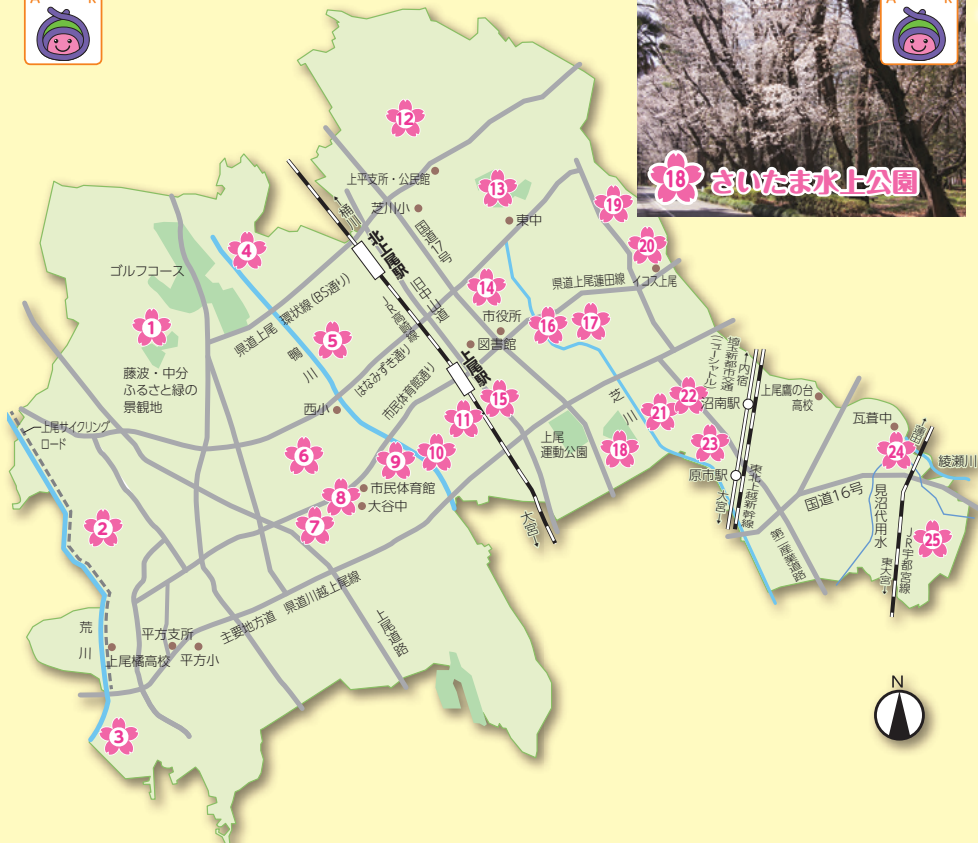 18 さいたま水上公園
12
上平支所・公民館
芝川小
13
東中
19
20
イコス上尾
県道上尾蓮田線
国道17号
桶川
北上尾駅
JR高崎線
旧中山道
4
ゴルフコース
1
藤波・中分
ふるさと緑の
景観地
県道上尾環状線(BS通り)
鴨川
5
はなみずき通り
市民体育館通り
14
市役所
図書館
16
17
上尾駅
15
11
西小
上尾サイクリング
ロード
6
9
10
8
市民体育館
大谷中
7
2
上尾
運動公園
18
芝川
21
22
23
埼玉新都市交通
(ニューシャトル)
内宿
沼南駅
上尾鷹の台
高校
原市駅
大宮
東北上越新幹線
瓦葺中
24
蓮田
綾瀬川
国道16号
見沼代用水
第二産業道路
25
JR宇都宮線
東大宮
大宮
主要地方道 県道川越上尾線
上尾道路
荒川
平方支所
上尾橘高校
平方小
3
N